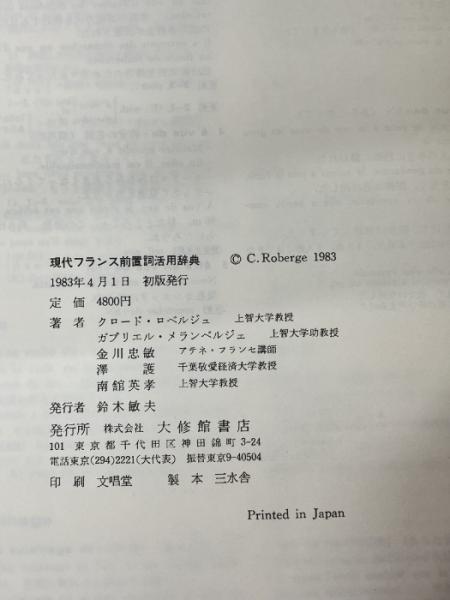 現代フランス前置詞活用辞典 © C. Roberge 1983
1983年4月1日 初版発行
定価 4800円
著者 クロード・ロベルジュ 上智大学教授
ガブリエル・メランベルジェ 上智大学助教授
金川忠敏 アテネ・フランセ講師
澤護 千葉敬愛経済大学教授
南舘英孝 上智大学教授
発行者 鈴木敏夫
発行所 株式会社 大修館書店
101 東京都千代田区神田錦町3-24
電話東京(294)2221(大代表) 振替東京9-40504
印刷 文唱堂 製本 三水舎
Printed in Japan